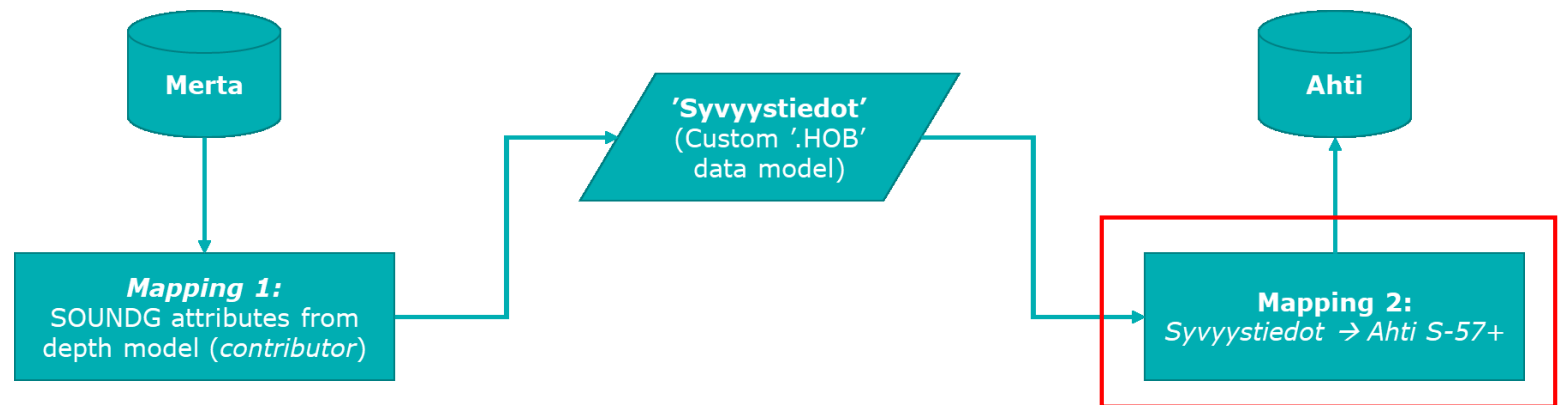 Merta
Mapping 1:
SOUNDG attributes from
depth model (contributor)
’Syvyystiedot’
(Custom ’.HOB’
data model)
Ahti
Mapping 2:
Syvyystiedot → Ahti S-57+